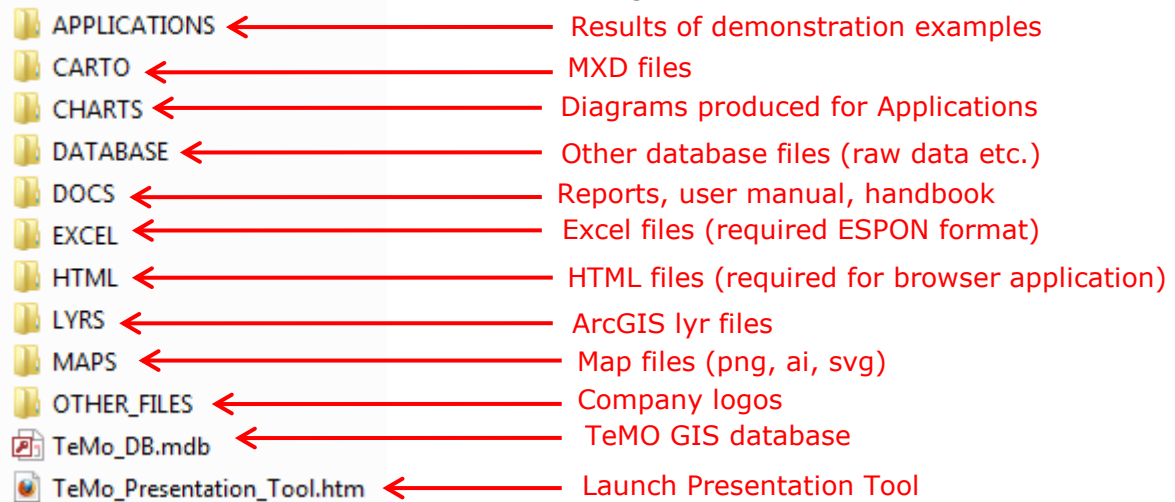 APPLICATIONS Results of demonstration examples
CARTO MXD files
CHARTS Diagrams produced for Applications
DATABASE Other database files (raw data etc.)
DOCS Reports, user manual, handbook
EXCEL Excel files (required ESPON format)
HTML HTML files (required for browser application)
LYRS ArcGIS lyr files
MAPS Map files (png, ai, svg)
OTHER_FILES Company logos
TeMo_DB.mdb TeMO GIS database
TeMo_Presentation_Tool.htm Launch Presentation Tool